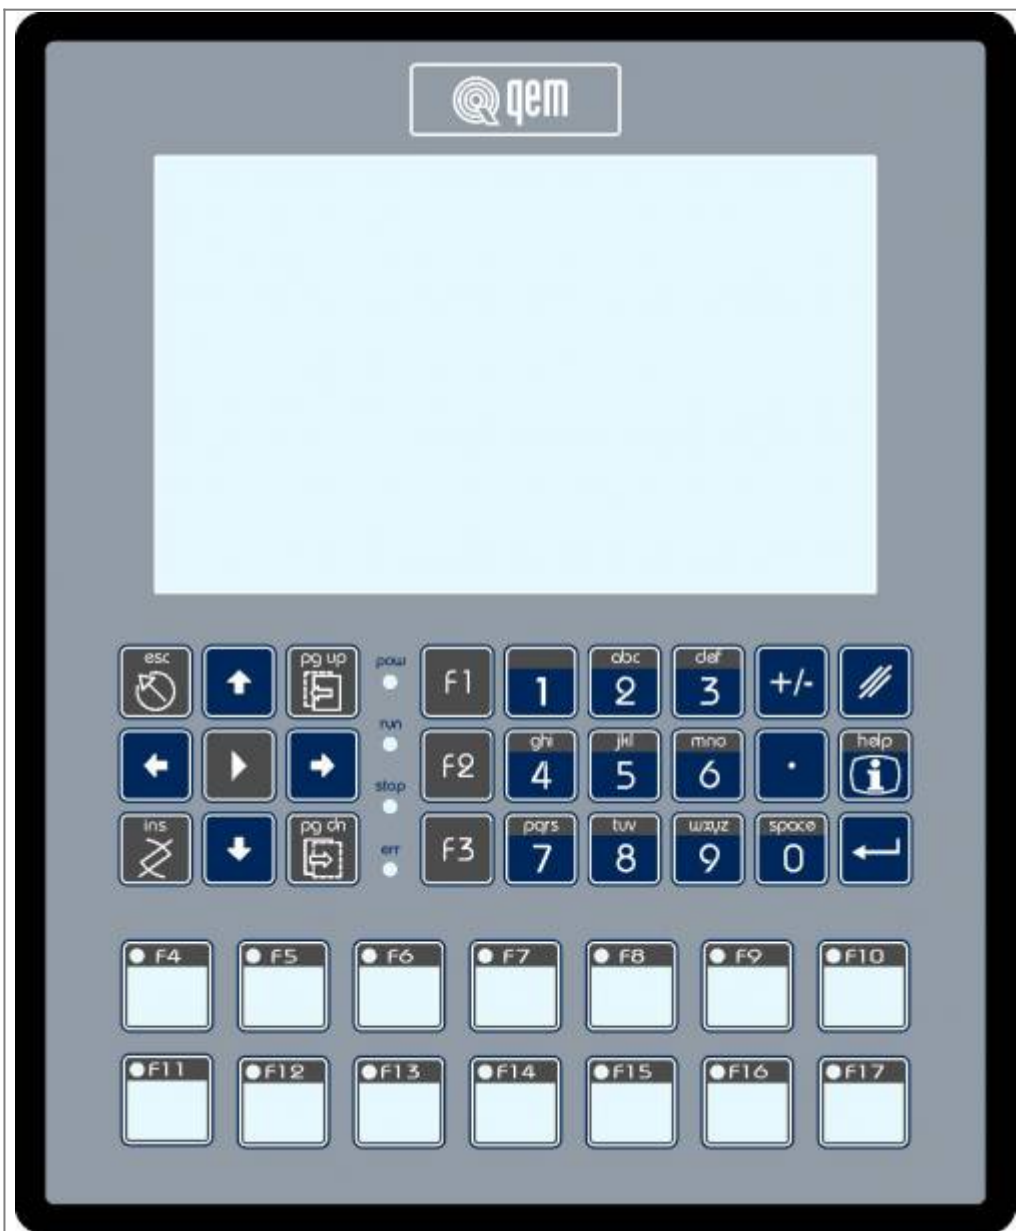 qem
esc
pg up
pow
F1
1
abc
2
def
3
+/-
run
F2
ghi
4
jkl
5
mno
6
.
help
i
stop
ins
pg dn
err
F3
pqrs
7
tuv
8
wxyz
9
space
0
F4
F5
F6
F7
F8
F9
F10
F11
F12
F13
F14
F15
F16
F17